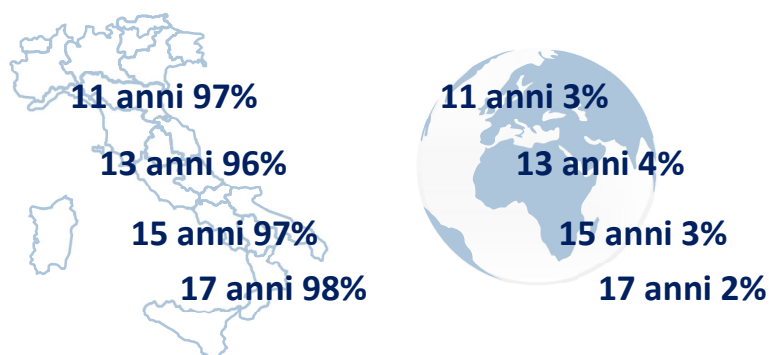 11 anni 97%
13 anni 96%
15 anni 97%
17 anni 98%
11 anni 3%
13 anni 4%
15 anni 3%
17 anni 2%